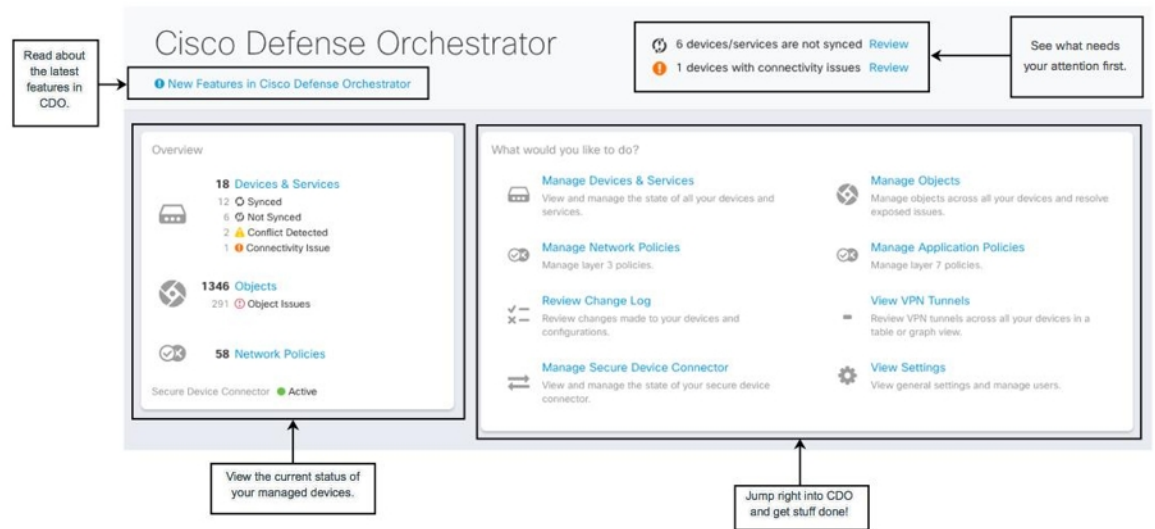 Read about
the latest
features in
CDO.
Cisco Defense Orchestrator
New Features in Cisco Defense Orchestrator
6 devices/services are not synced Review
1 devices with connectivity issues Review
See what needs
your attention first.
Overview
18 Devices & Services
12 Synced
6 Not Synced
2 Conflict Detected
1 Connectivity Issue
1346 Objects
291 Object Issues
58 Network Policies
Secure Device Connector Active
What would you like to do?
Manage Devices & Services
View and manage the state of all your devices and
services.
Manage Objects
Manage objects across all your devices and resolve
exposed issues.
Manage Network Policies
Manage layer 3 policies.
Manage Application Policies
Manage layer 7 policies.
Review Change Log
Review changes made to your devices and
configurations.
View VPN Tunnels
Review VPN tunnels across all your devices in a
table or graph view.
Manage Secure Device Connector
View and manage the state of your secure device
connector.
View Settings
View general settings and manage users.
View the current status of
your managed devices.
Jump right into CDO
and get stuff done!